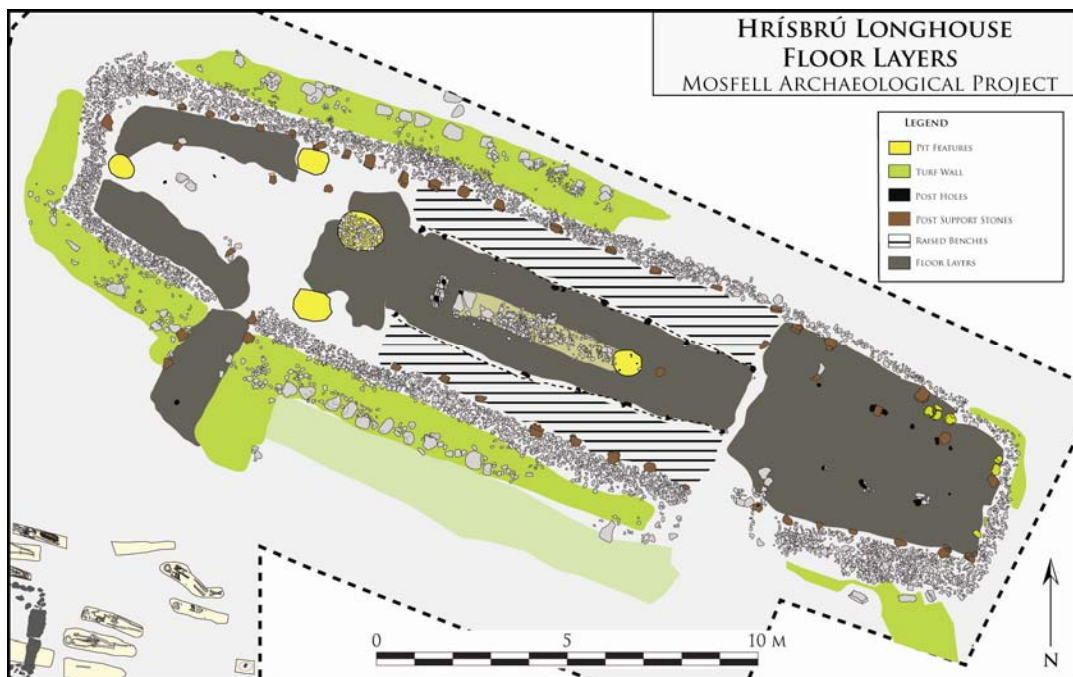 HRÍSBRÚ LONGHOUSE
FLOOR LAYERS
MOSFELL ARCHAEOLOGICAL PROJECT
LEGEND
PIT FEATURES
TURF WALL
POST HOLES
POST SUPPORT STONES
RAISED BENCHES
FLOOR LAYERS
0 5 10 M
N